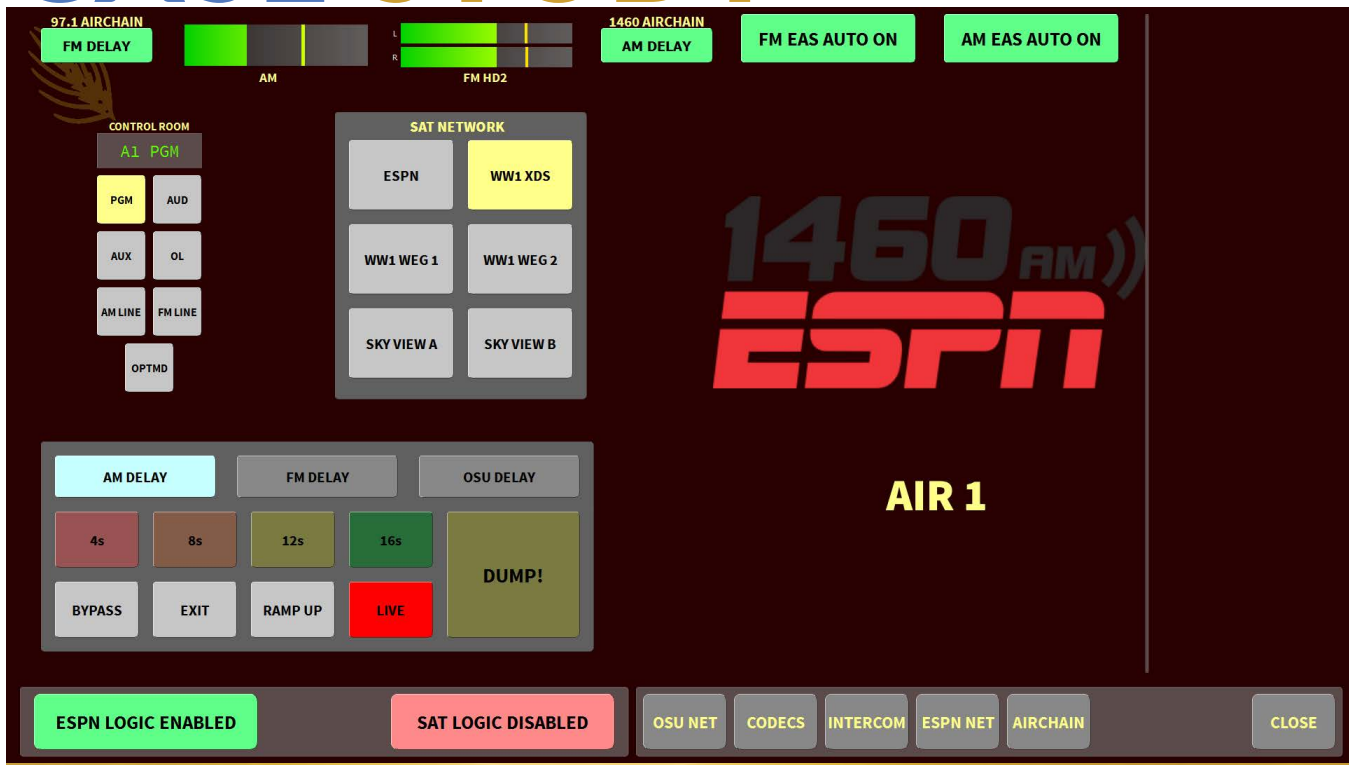 97.1 AIRCHAIN
FM DELAY
L
R
AM
FM HD2
1460 AIRCHAIN
AM DELAY
FM EAS AUTO ON
AM EAS AUTO ON
CONTROL ROOM
A1 PGM
PGM
AUD
AUX
OL
AM LINE
FM LINE
OPTMD
SAT NETWORK
ESPN
WW1 XDS
WW1 WEG 1
WW1 WEG 2
SKY VIEW A
SKY VIEW B
1460 AM
ESPN
AIR 1
AM DELAY
FM DELAY
OSU DELAY
4s
8s
12s
16s
DUMP!
BYPASS
EXIT
RAMP UP
LIVE
ESPN LOGIC ENABLED
SAT LOGIC DISABLED
OSU NET
CODECS
INTERCOM
ESPN NET
AIRCHAIN
CLOSE